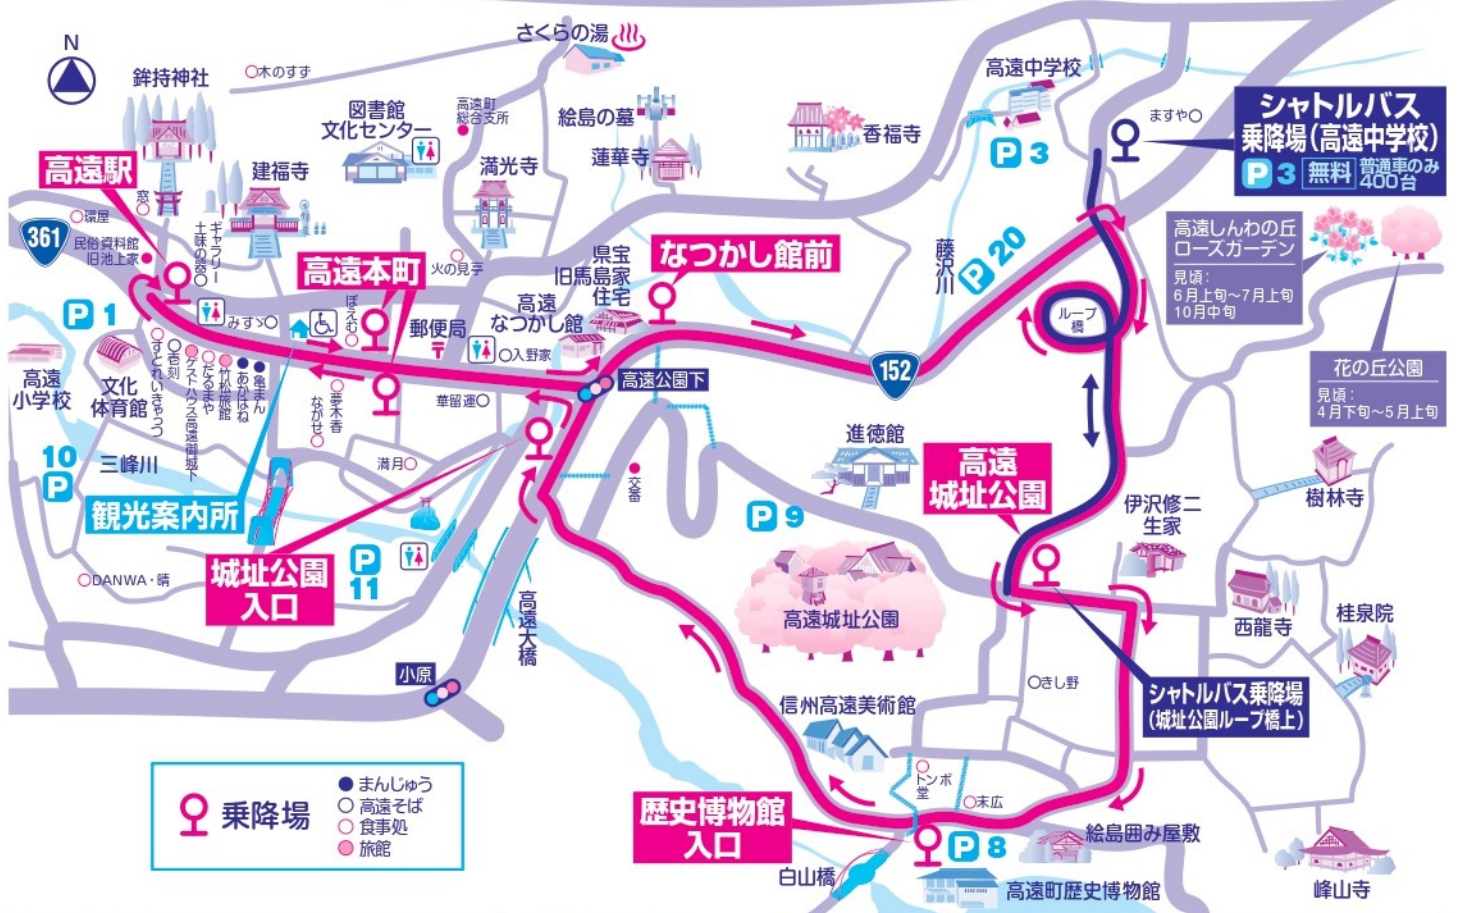 N
さくらの湯
鉾持神社
木のすず
図書館
文化センター
高遠町
総合支所
絵島の墓
蓮華寺
香福寺
高遠中学校
P 3
ますや
シャトルバス
乗降場(高遠中学校)
P 3 無料 普通車のみ
400台
高遠駅
建福寺
満光寺
窓
環屋
361
民俗資料館
旧池上家
ギャラリー
土味の器
高遠本町
火の見亭
県宝
旧馬島家
住宅
なつかし館前
藤沢川
P 20
高遠しんわの丘
ローズガーデン
見頃:
6月上旬〜7月上旬
10月中旬
P 1
みすゞ
ぽえむ
郵便局
高遠
なつかし館
入野家
ループ
橋
152
花の丘公園
見頃:
4月下旬〜5月上旬
高遠
小学校
文化
体育館
すとれいきゃっつ
壱刻
ゲストハウス高遠御城下
だるまや
竹松旅館
あかはね
亀まん
ながせ
夢木香
華留運
高遠公園下
10
P
三峰川
満月
交番
進徳館
高遠
城址公園
樹林寺
観光案内所
P 9
伊沢修二
生家
DANWA・晴
城址公園
入口
P
11
高遠大橋
高遠城址公園
西龍寺
桂泉院
小原
きし野
シャトルバス乗降場
(城址公園ループ橋上)
信州高遠美術館
トンボ
堂
末広
乗降場
まんじゅう
高遠そば
食事処
旅館
歴史博物館
入口
P 8
絵島囲み屋敷
白山橋
高遠町歴史博物館
峰山寺